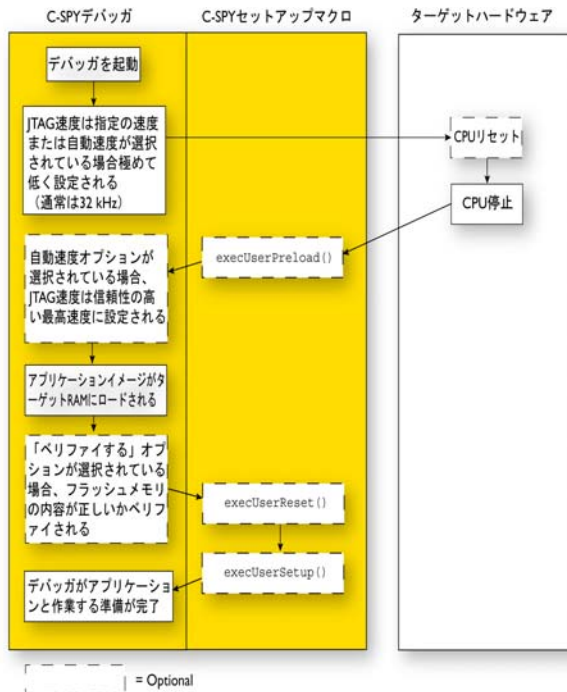 C-SPYデバッガ
C-SPYセットアップマクロ
ターゲットハードウェア
デバッガを起動
JTAG速度は指定の速度
または自動速度が選択
されている場合極めて
低く設定される
（通常は32 kHz）
CPUリセット
CPU停止
execUserPreload()
自動速度オプションが
選択されている場合、
JTAG速度は信頼性の高
い最高速度に設定される
アプリケーションイメージがタ
ーゲットRAMにロードされる
「ベリファイする」オプ
ションが選択されている
場合、フラッシュメモリ
の内容が正しいかベリフ
ァイされる
execUserReset()
execUserSetup()
デバッガがアプリケーショ
ンと作業する準備が完了
= Optional